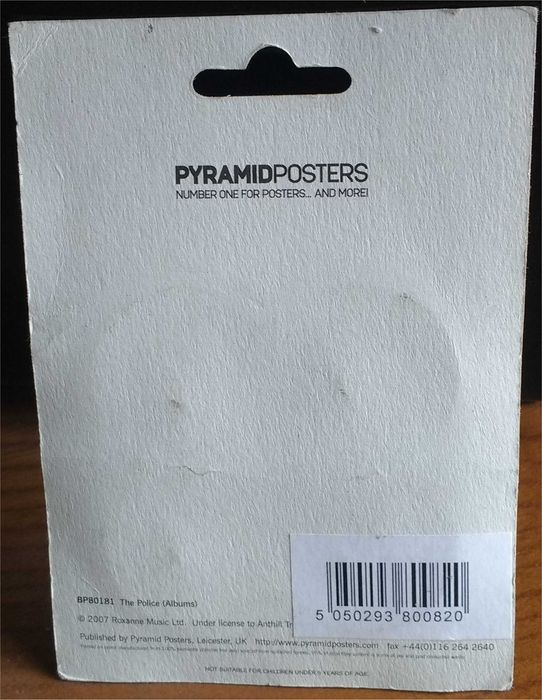 PYRAMIDPOSTERS
NUMBER ONE FOR POSTERS... AND MORE!
5 050293 800820
BP80181 The Police (Albums)
© 2007 Roxanne Music Ltd. Under license to Anthill Tr
Published by Pyramid Posters, Leicester, UK http://www.pyramidposters.com fax +44(0)116 264 2640
NOT SUITABLE FOR CHILDREN UNDER YEARS OF AGE.